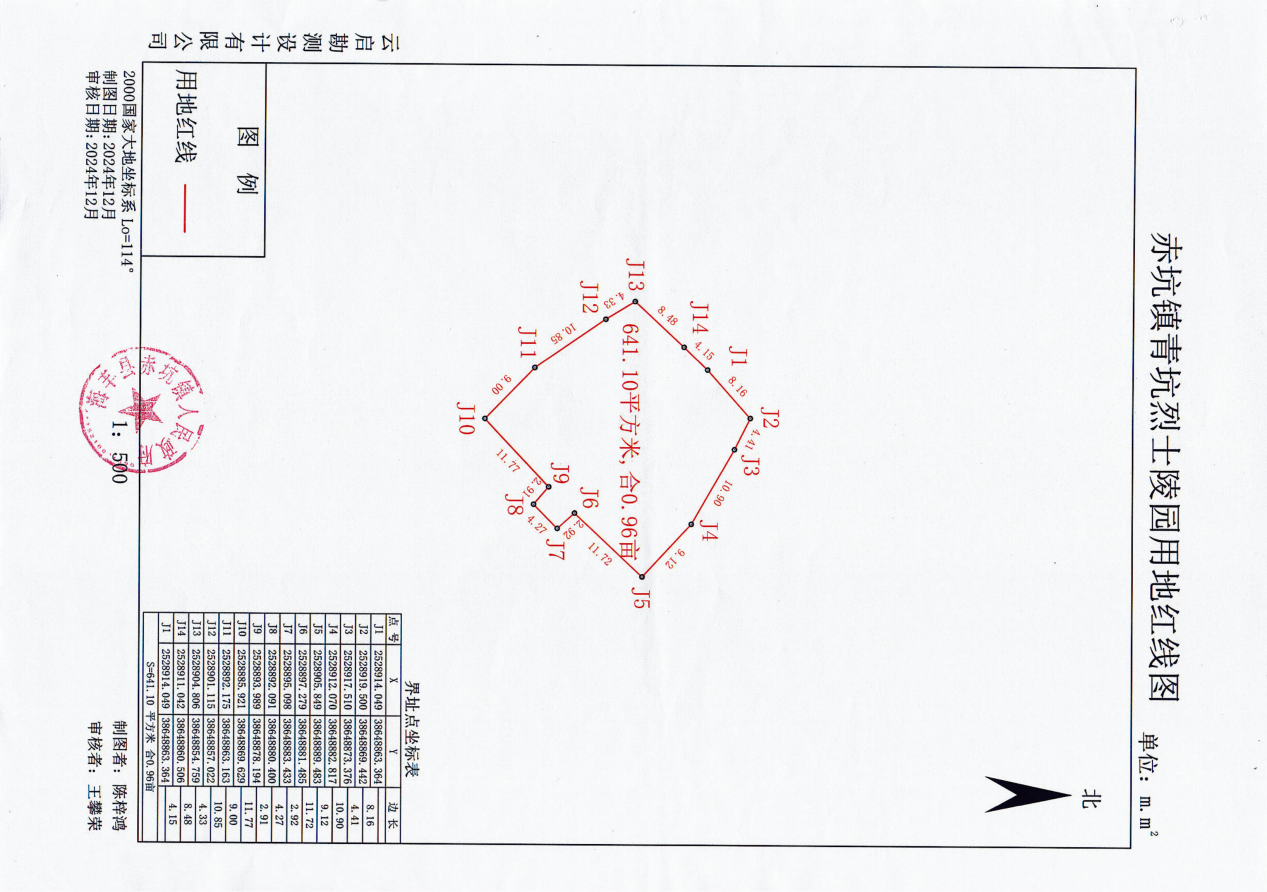 赤坑镇青坑烈士陵园用地红线图
单位: m.m²
北
云启勘测设计有限公司
J1
J2
J3
J4
J5
J6
J7
J8
J9
J10
J11
J12
J13
J14
8.16
4.41
10.90
9.12
11.72
2.92
4.27
2.91
11.77
9.00
10.85
4.33
8.48
4.15
641.10平方米,合0.96亩
图 例
用地红线
界址点坐标表
点号 X Y 边长
J1 2528914.049 38648863.364 8.16
J2 2528919.500 38648869.442 4.41
J3 2528917.510 38648873.376 10.90
J4 2528912.070 38648882.817 9.12
J5 2528905.849 38648889.483 11.72
J6 2528897.279 38648881.485 2.92
J7 2528895.098 38648883.433 4.27
J8 2528892.091 38648880.400 2.91
J9 2528893.989 38648878.194 11.77
J10 2528885.921 38648869.629 9.00
J11 2528892.175 38648863.163 10.85
J12 2528901.115 38648857.022 4.33
J13 2528904.806 38648854.759 8.48
J14 2528911.042 38648860.506 4.15
J1 2528914.049 38648863.364
S=641.10 平方米 合0.96亩
2000国家大地坐标系 Lo=114°
制图日期:2024年12月
审核日期:2024年12月
1: 500
海丰县赤坑镇人民政府
制图者: 陈梓鸿
审核者: 王攀荣